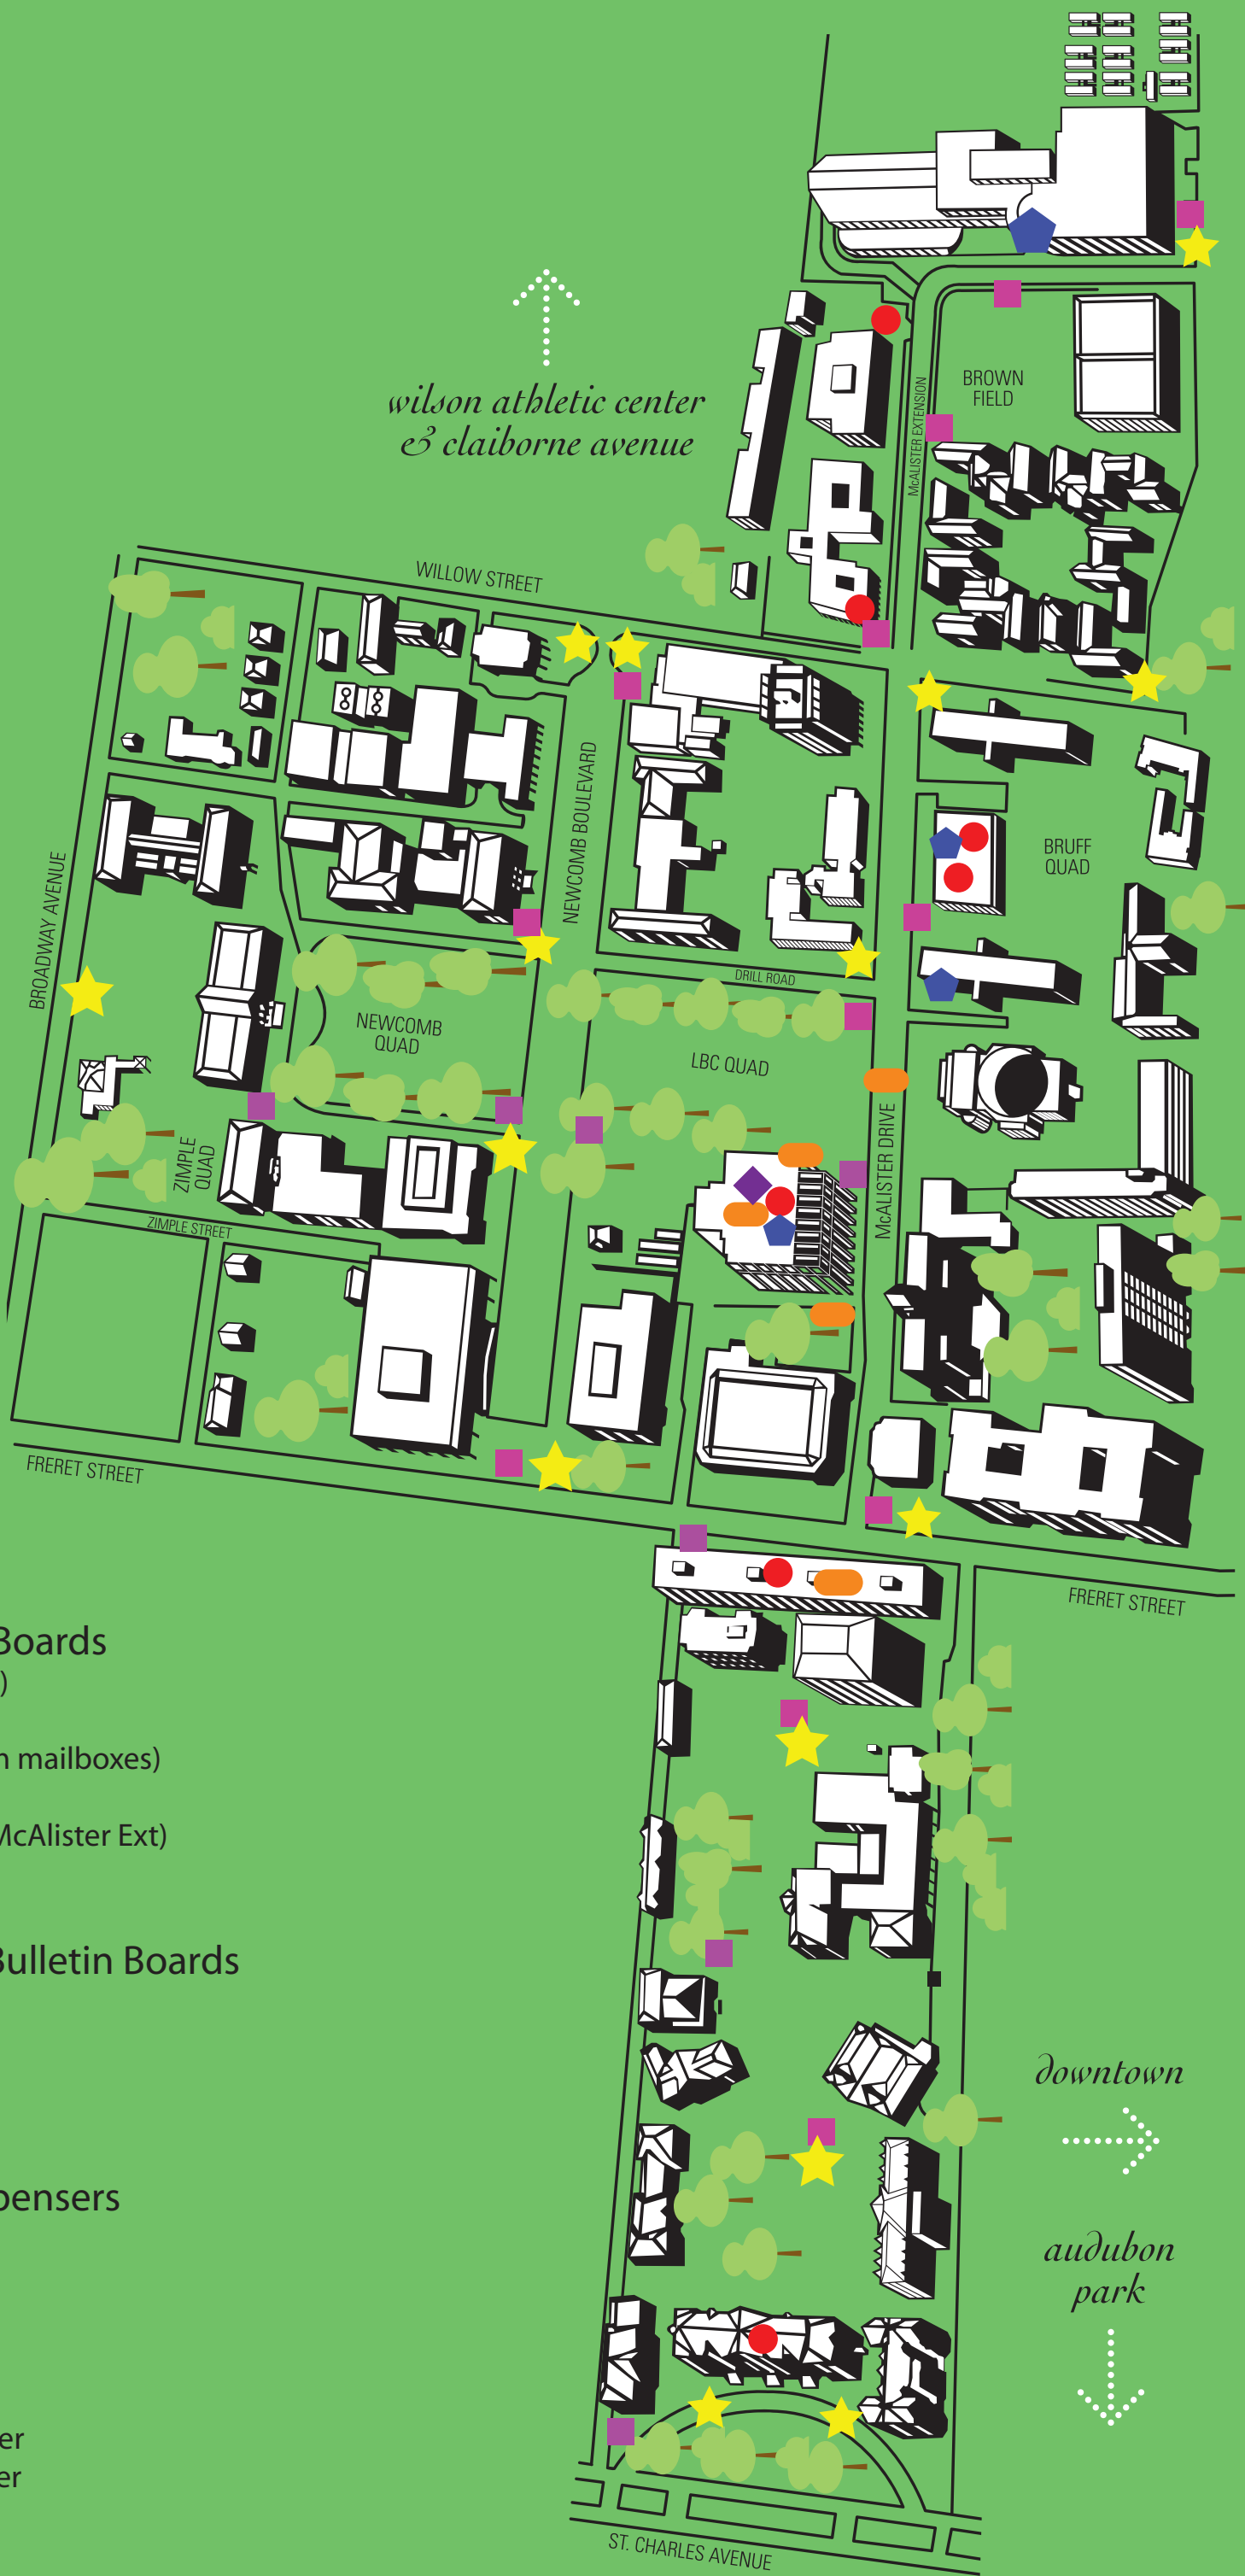 wilson athletic center
& claiborne avenue
BROWN
FIELD
McALISTER EXTENSION
WILLOW STREET
NEWCOMB BOULEVARD
BRUFF
QUAD
BROADWAY AVENUE
DRILL ROAD
NEWCOMB
QUAD
LBC QUAD
McALISTER DRIVE
ZIMPLE
QUAD
ZIMPLE STREET
FRERET STREET
FRERET STREET
Boards
)
n mailboxes)
McAlister Ext)
Bulletin Boards
downtown
pensers
audubon
park
er
er
ST. CHARLES AVENUE